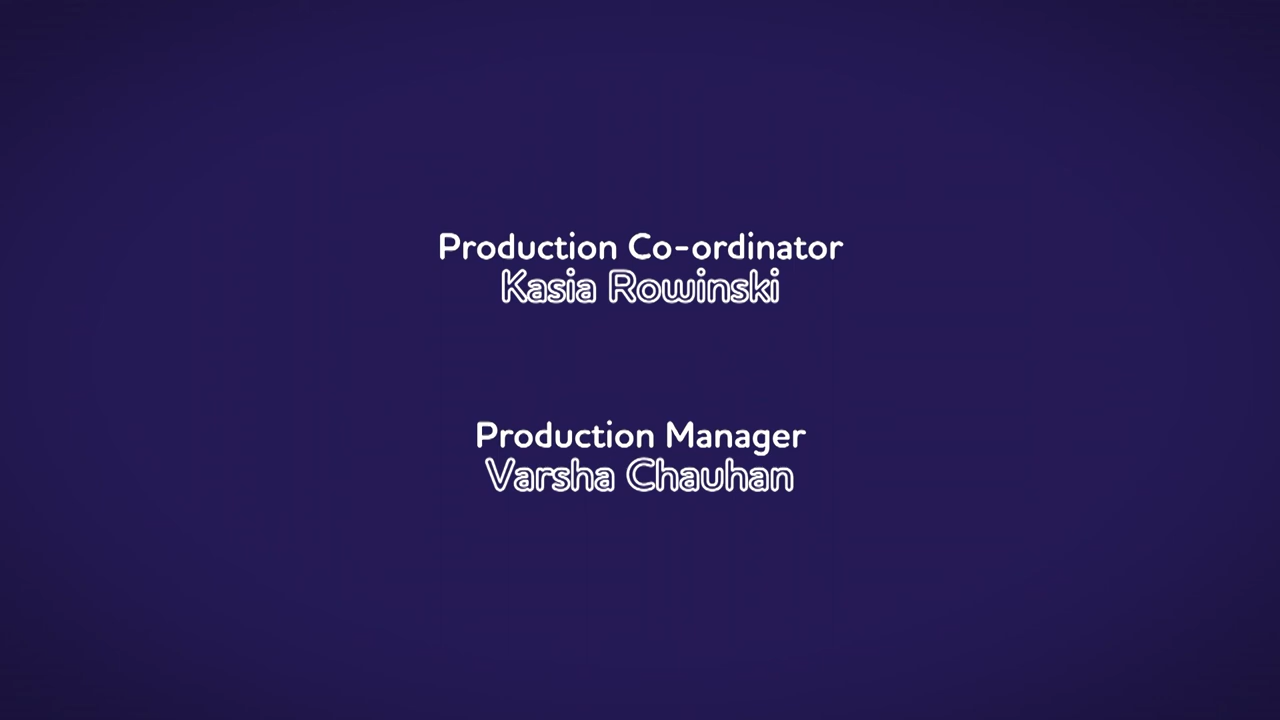 Production Co-ordinator
Kasia Rowinski
Production Manager
Varsha Chauhan